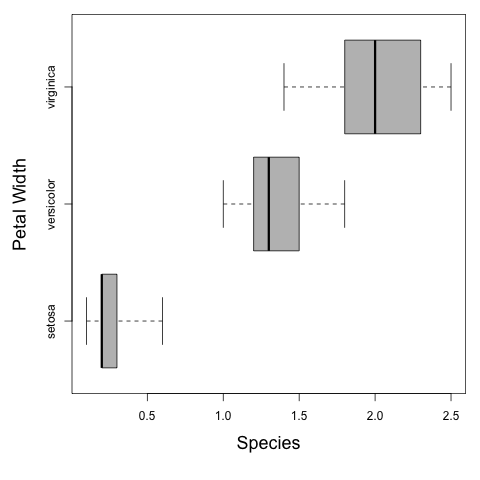 Petal Width
virginica
versicolor
setosa
0.5 1.0 1.5 2.0 2.5
Species